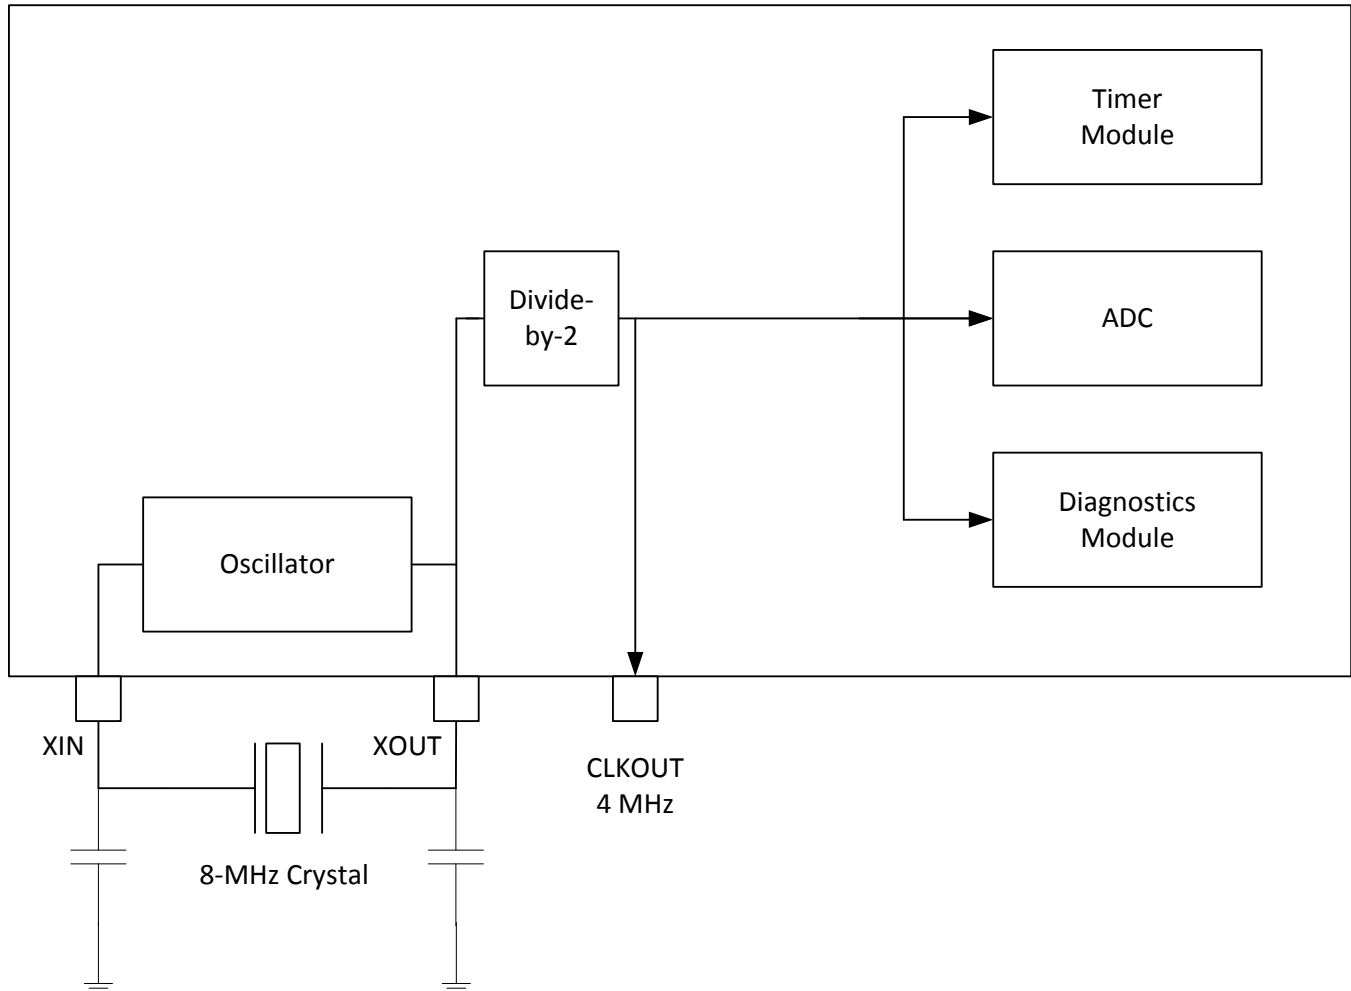 Timer
Module
Divide-
by-2
ADC
Diagnostics
Module
Oscillator
XIN
XOUT
CLKOUT
4 MHz
8-MHz Crystal